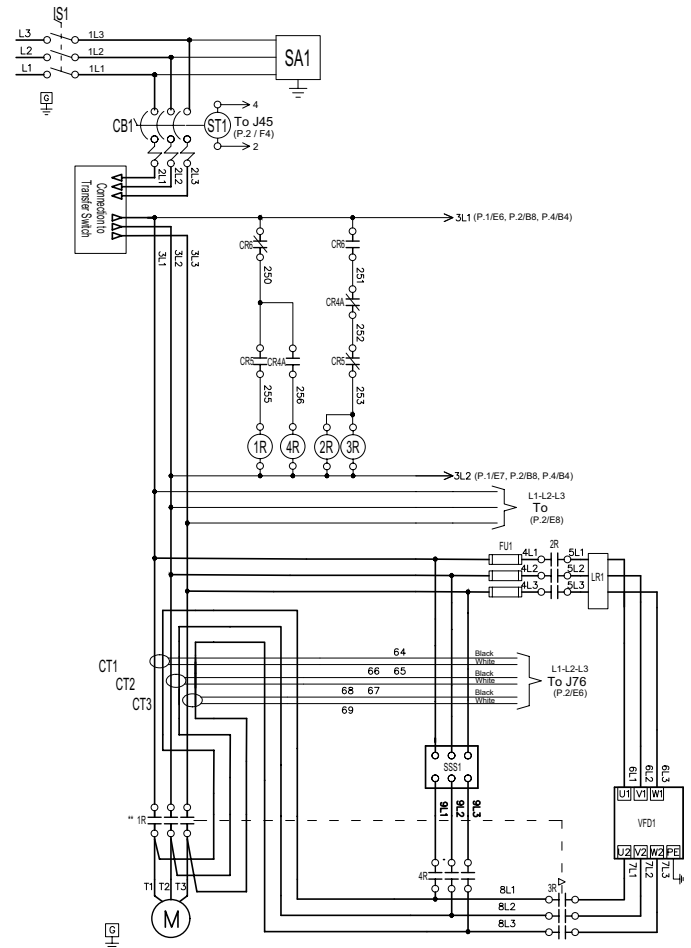 IS1
L3 1L3
L2 1L2
L1 1L1
SA1
G
4
CB1 ST1 To J45
(P.2 / F4)
2
2L1 2L2 2L3
Connection to
Transfer Switch
3L1 (P.1/E6, P.2/B8, P.4/B4)
3L1 3L2 3L3
CR6 CR6
250 251
CR4A
252
CR5 CR4A CR5
255 256 253
1R 4R 2R 3R
3L2 (P.1/E7, P.2/B8, P.4/B4)
L1-L2-L3
To
(P.2/E8)
FU1 4L1 2R 5L1
4L2 5L2
4L3 5L3
LR1
CT1 64 Black
White
CT2 66 65 Black
White
CT3 68 67 Black
69 White
L1-L2-L3
To J76
(P.2/E6)
SSS1
6L1 6L2 6L3
U1 V1 W1
VFD1
U2 V2 W2 PE
7L1 7L2 7L3
9L1 9L2 9L3
** 1R
4R
T1 T2 T3
M
8L1 3R
8L2
8L3
G